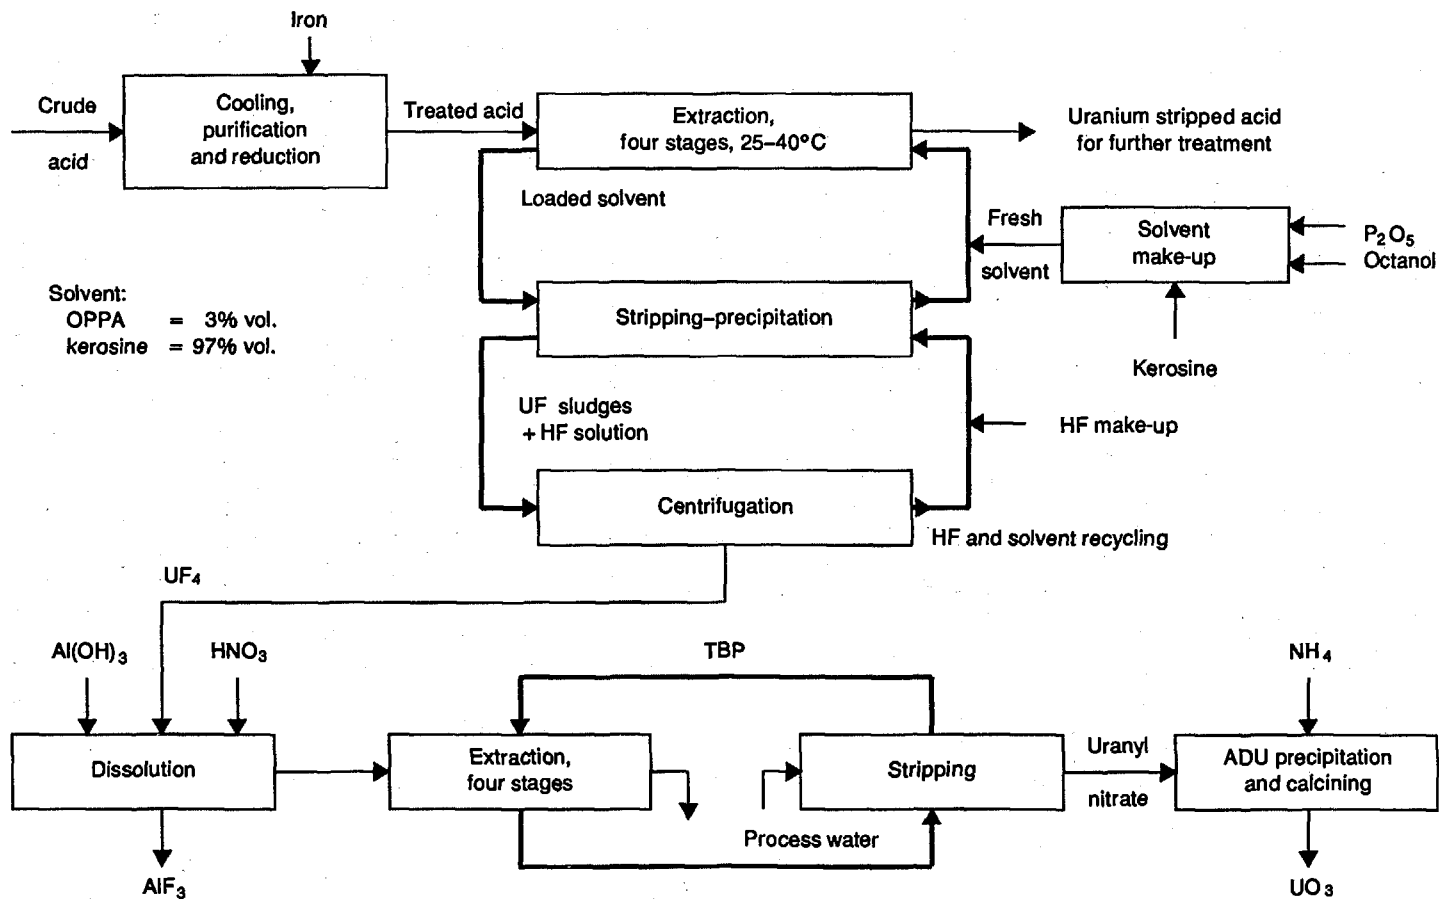 Iron
Crude
acid
Cooling,
purification
and reduction
Treated acid
Extraction,
four stages, 25–40°C
Uranium stripped acid
for further treatment
Loaded solvent
Fresh
solvent
Solvent
make–up
P2O5
Octanol
Kerosine
Solvent:
OPPA = 3% vol.
kerosine = 97% vol.
Stripping–precipitation
UF sludges
+ HF solution
HF make–up
Centrifugation
HF and solvent recycling
UF4
Al(OH)3
HNO3
TBP
NH4
Dissolution
Extraction,
four stages
Stripping
Uranyl
nitrate
ADU precipitation
and calcining
Process water
AlF3
UO3